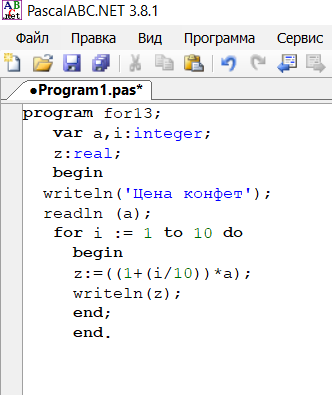 PascalABC.NET 3.8.1
Файл Правка Вид Программа Сервис
●Program1.pas*
program for13;
var a,i:integer;
z:real;
begin
writeln('Цена конфет');
readln (a);
for i := 1 to 10 do
begin
z:=((1+(i/10))*a);
writeln(z);
end;
end.